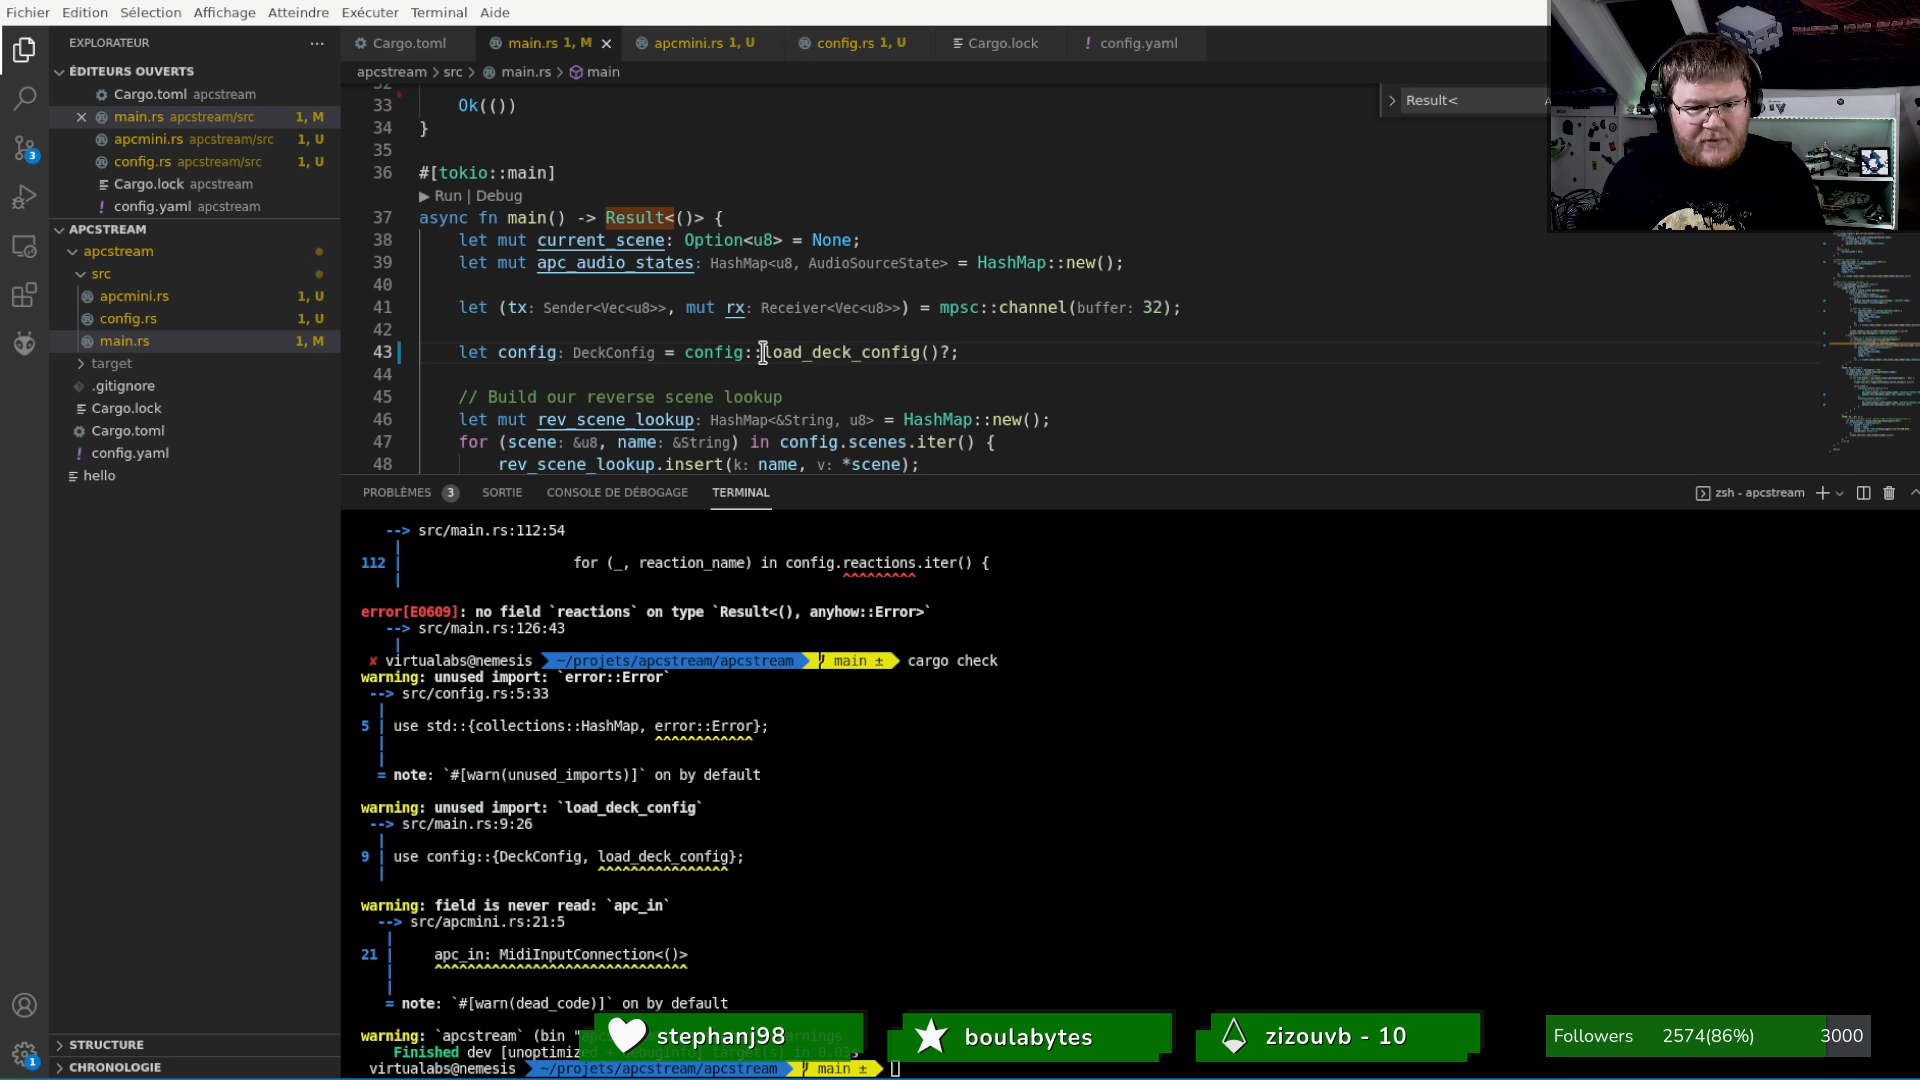 Fichier Edition Sélection Affichage Atteindre Exécuter Terminal Aide
EXPLORATEUR ···
ÉDITEURS OUVERTS
Cargo.toml apcstream
main.rs apcstream/src 1, M
apcmini.rs apcstream/src 1, U
config.rs apcstream/src 1, U
Cargo.lock apcstream
config.yaml apcstream
APCSTREAM
apcstream
src
apcmini.rs 1, U
config.rs 1, U
main.rs 1, M
target
.gitignore
Cargo.lock
Cargo.toml
config.yaml
hello
STRUCTURE
CHRONOLOGIE
3
1
Cargo.toml main.rs 1, M apcmini.rs 1, U config.rs 1, U Cargo.lock config.yaml
apcstream > src > main.rs > main
Result<
32
33 Ok(())
34 }
35
36 #[tokio::main]
▶ Run | Debug
37 async fn main() -> Result<()> {
38 let mut current_scene: Option<u8> = None;
39 let mut apc_audio_states: HashMap<u8, AudioSourceState> = HashMap::new();
40
41 let (tx: Sender<Vec<u8>>, mut rx: Receiver<Vec<u8>>) = mpsc::channel(buffer: 32);
42
43 let config: DeckConfig = config::load_deck_config()?;
44
45 // Build our reverse scene lookup
46 let mut rev_scene_lookup: HashMap<&String, u8> = HashMap::new();
47 for (scene: &u8, name: &String) in config.scenes.iter() {
48 rev_scene_lookup.insert(k: name, v: *scene);
PROBLÈMES 3 SORTIE CONSOLE DE DÉBOGAGE TERMINAL zsh - apcstream
--> src/main.rs:112:54
|
112 | for (_, reaction_name) in config.reactions.iter() {
| ^^^^^^^^^
error[E0609]: no field `reactions` on type `Result<(), anyhow::Error>`
--> src/main.rs:126:43
|
✘ virtualabs@nemesis ~/projets/apcstream/apcstream main ± cargo check
warning: unused import: `error::Error`
--> src/config.rs:5:33
|
5 | use std::{collections::HashMap, error::Error};
| ^^^^^^^^^^^^
|
= note: `#[warn(unused_imports)]` on by default
warning: unused import: `load_deck_config`
--> src/main.rs:9:26
|
9 | use config::{DeckConfig, load_deck_config};
| ^^^^^^^^^^^^^^^^
warning: field is never read: `apc_in`
--> src/apcmini.rs:21:5
|
21 | apc_in: MidiInputConnection<()>
| ^^^^^^^^^^^^^^^^^^^^^^^^^^^^^^^
|
= note: `#[warn(dead_code)]` on by default
warning: `apcstream` (bin
Finished dev [unoptimized + debuginfo] target(s) in 0.03s
virtualabs@nemesis ~/projets/apcstream/apcstream main ±
stephanj98
boulabytes
zizouvb - 10
Followers 2574(86%) 3000